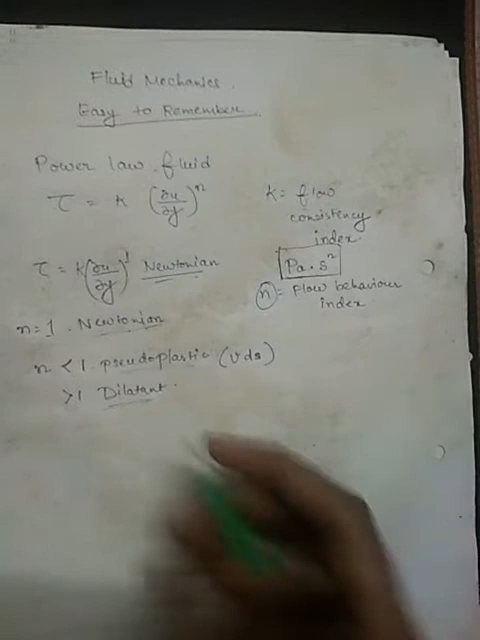 Fluid Mechanics.
Easy to Remember
Power law fluid
τ = K (∂u/∂y)^n
K = flow
consistency
index.
Pa·s^n
τ = K(∂u/∂y)^1 Newtonian
n = Flow behaviour
index
n=1. Newtonian
n <1. pseudoplastic (vds)
>1 Dilatant.